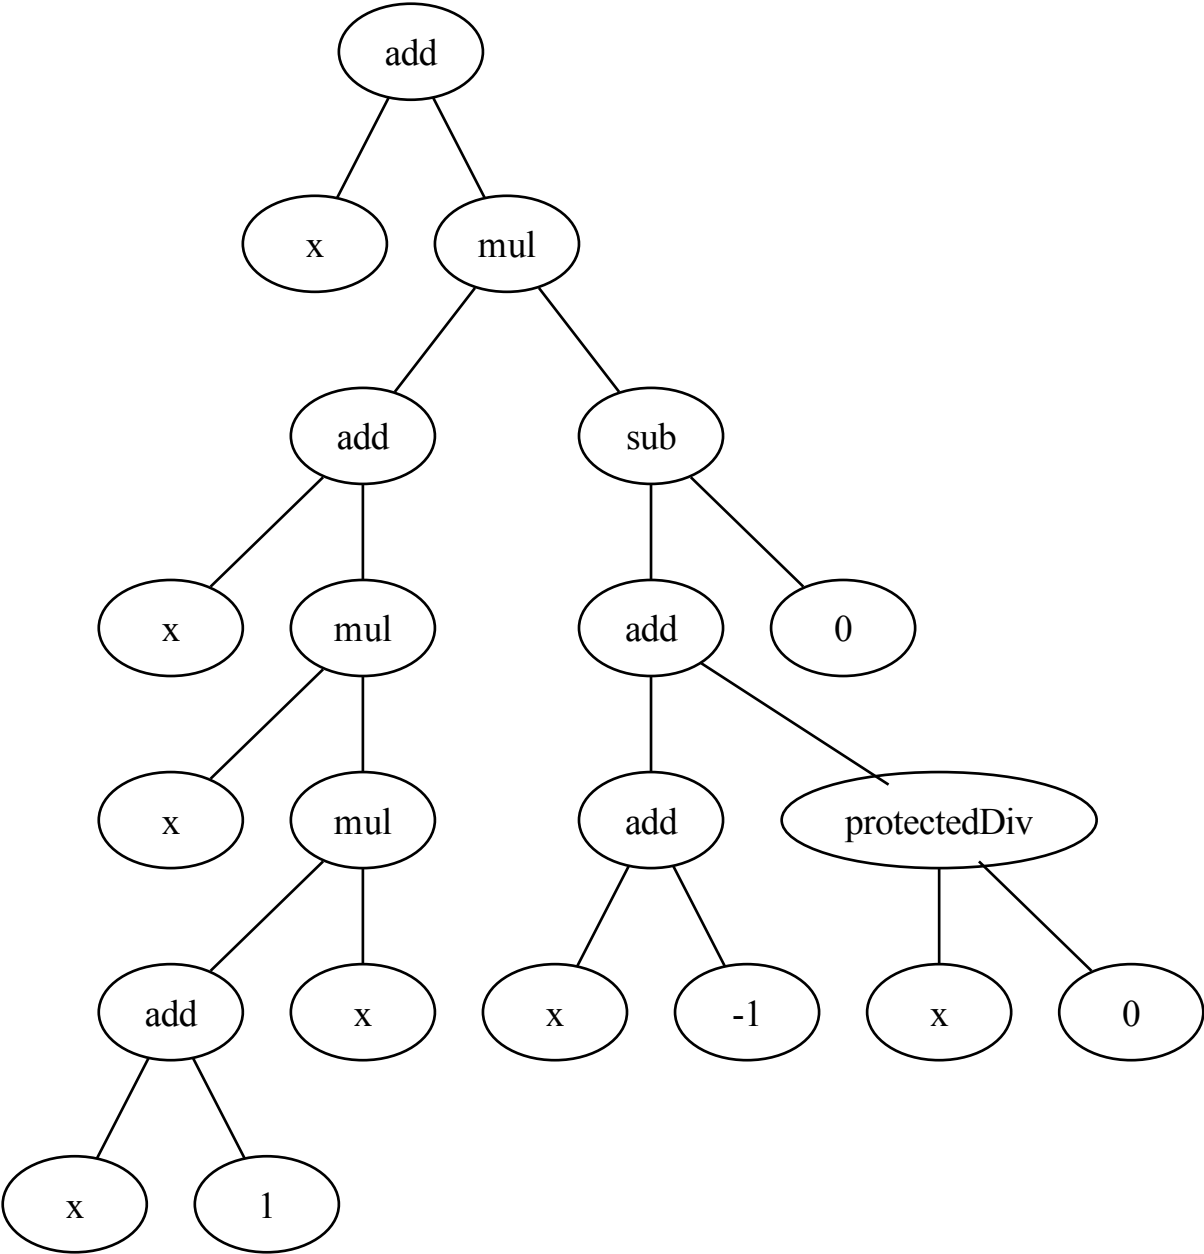 add
x mul
add sub
x mul add 0
x mul add protectedDiv
add x x -1 x 0
x 1